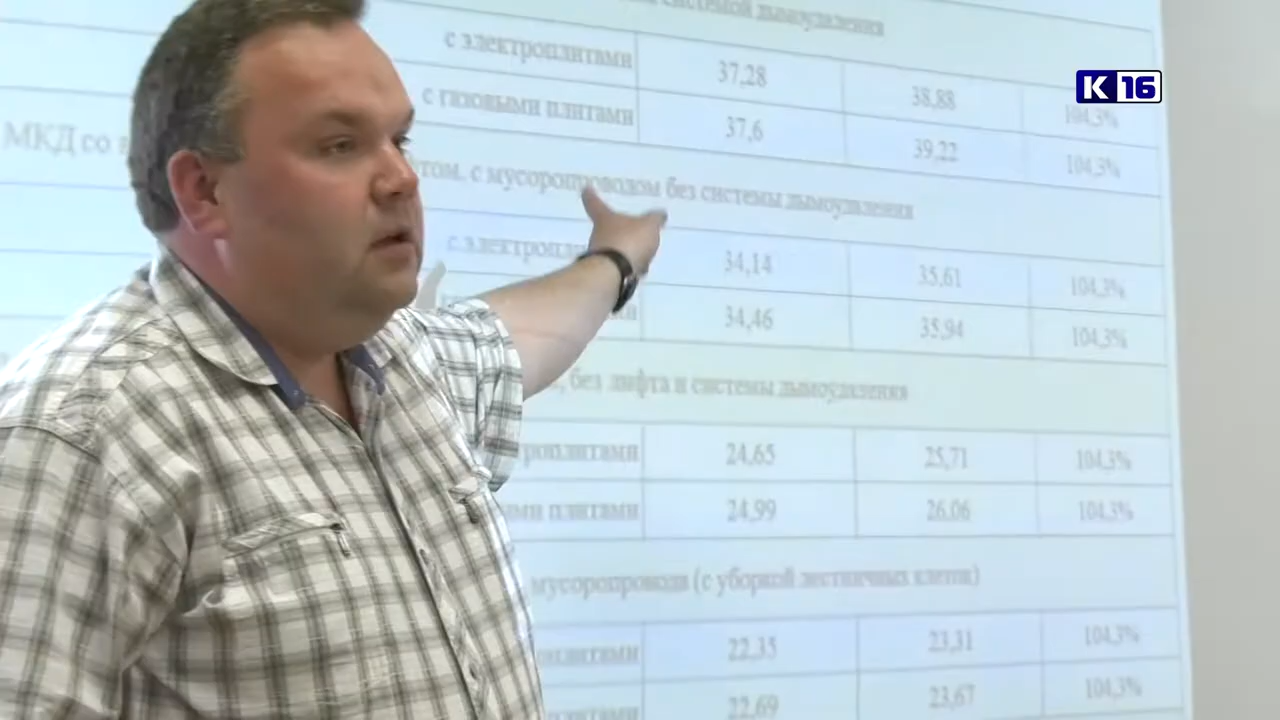 системой дымоудаления
с электроплитами 37,28 38,88 104,3%
К16
с газовыми плитами 37,6 39,22 104,3%
МКД со
с мусоропроводом без системы дымоудаления
с 34,14 35,61 104,3%
34,46 35,94 104,3%
без лифта и системы дымоудаления
24,65 25,71 104,3%
плитами 24,99 26,06 104,3%
мусоропровода (с уборкой лестничных клеток)
22,35 23,31 104,3%
22,69 23,67 104,3%